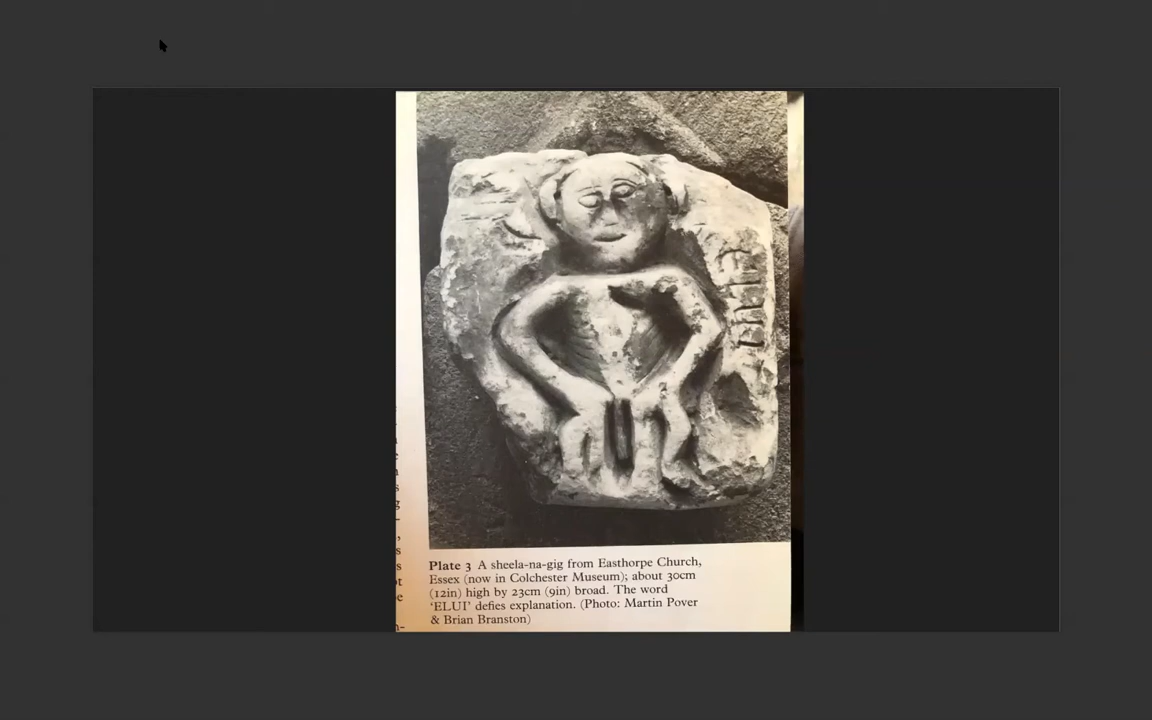 ELUI
Plate 3 A sheela-na-gig from Easthorpe Church,
Essex (now in Colchester Museum); about 30cm
(12in) high by 23cm (9in) broad. The word
‘ELUI’ defies explanation. (Photo: Martin Pover
& Brian Branston)